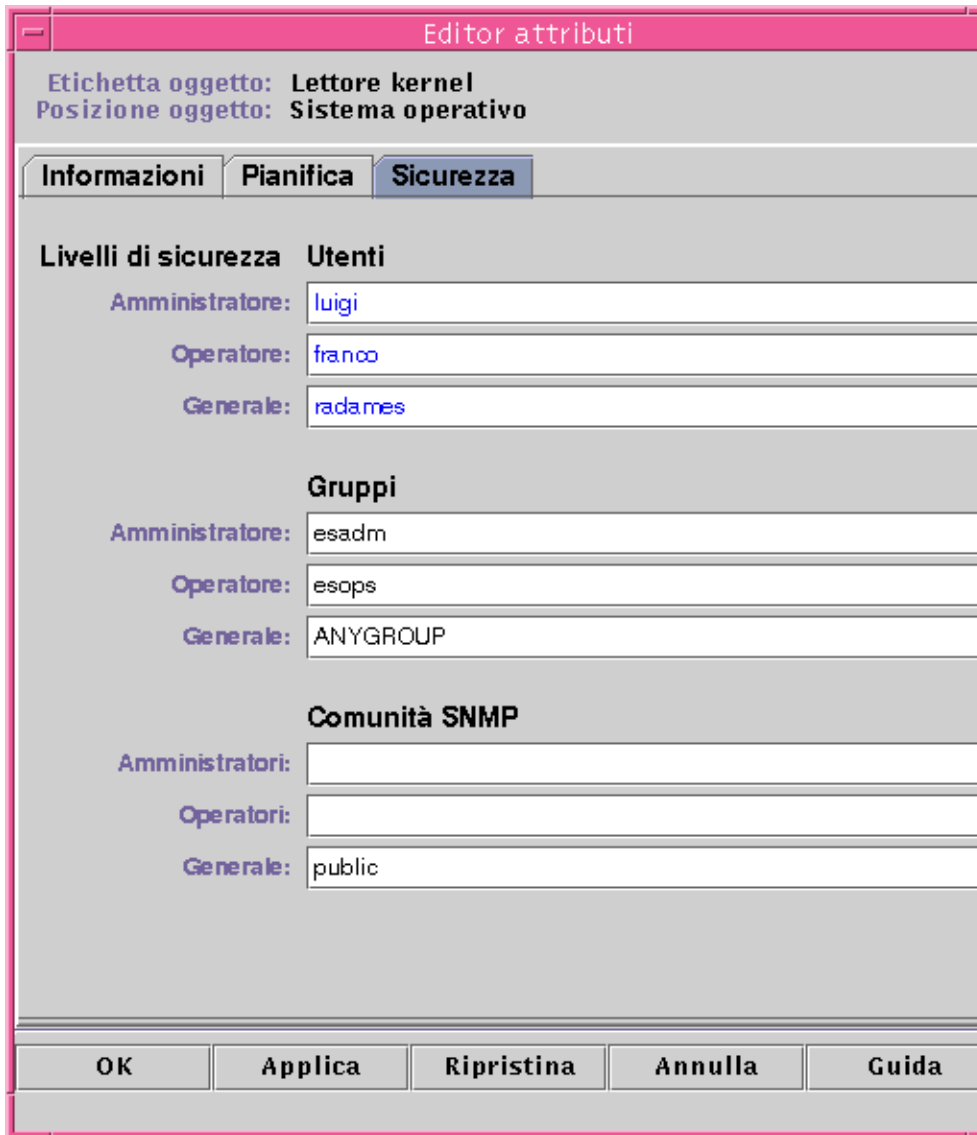 Editor attributi
Etichetta oggetto: Lettore kernel
Posizione oggetto: Sistema operativo
Informazioni Pianifica Sicurezza
Livelli di sicurezza Utenti
Amministratore: luigi
Operatore: franco
Generale: radames
Gruppi
Amministratore: esadm
Operatore: esops
Generale: ANYGROUP
Comunità SNMP
Amministratori:
Operatori:
Generale: public
OK Applica Ripristina Annulla Guida